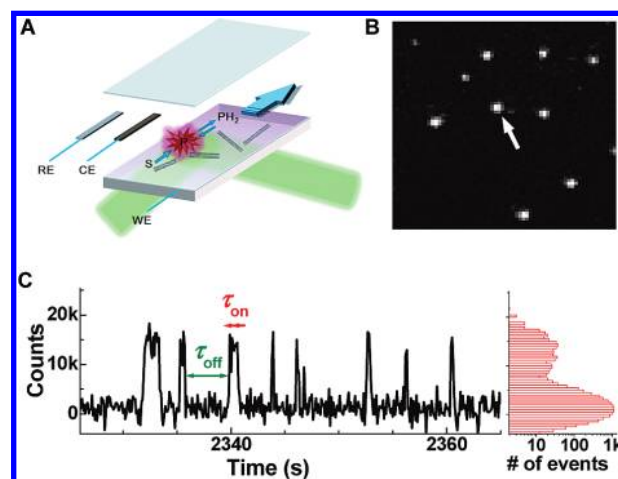 A
B
PH2
P
S
RE
CE
WE
C
20k
10k
0
Counts
τon
τoff
2340
2360
Time (s)
10
100
1k
# of events